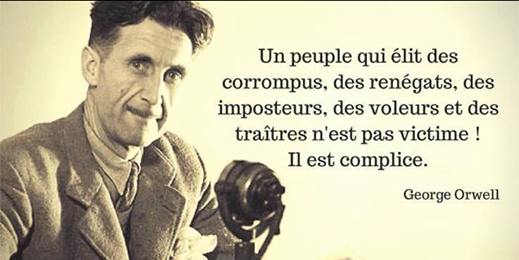 Un peuple qui élit des
corrompus, des renégats, des
imposteurs, des voleurs et des
traîtres n'est pas victime !
Il est complice.
George Orwell